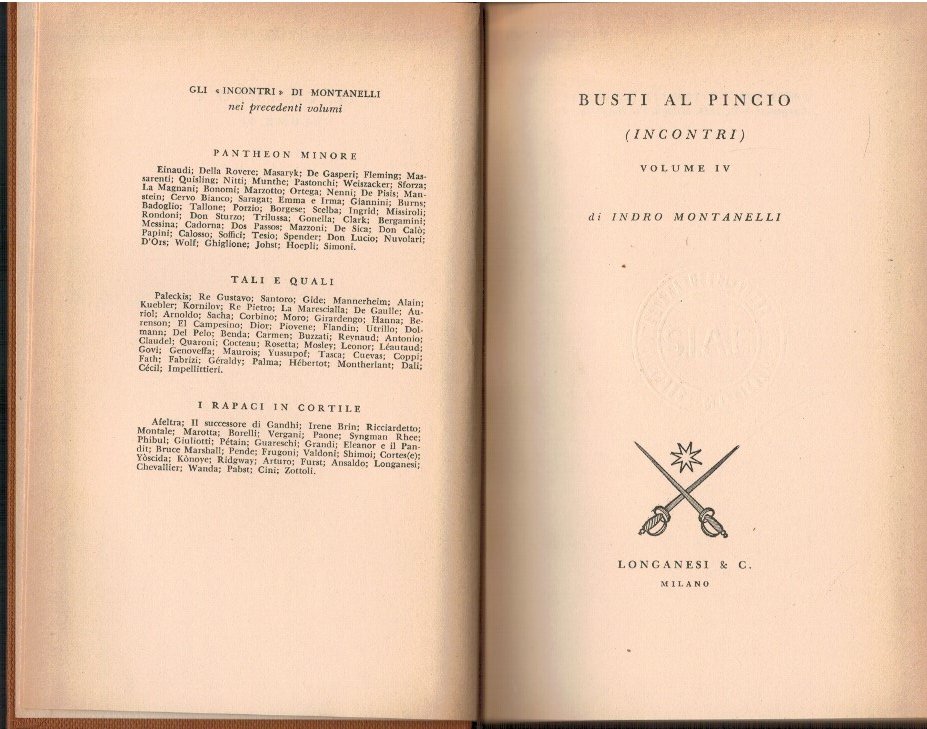 GLI « INCONTRI » DI MONTANELLI
nei precedenti volumi
PANTHEON MINORE
Einaudi; Della Rovere; Masaryk; De Gasperi; Fleming; Mas-
sarenti; Quisling; Nitti; Munthe; Pastonchi; Weiszacker; Sforza;
La Magnani; Bonomi; Marzotto; Ortega; Nenni; De Pisis; Man-
stein; Cervo Bianco; Saragat; Emma e Irma; Giannini; Burns;
Badoglio; Tallone; Porzio; Borgese; Scelba; Ingrid; Missiroli;
Rondoni; Don Sturzo; Trilussa; Gonella; Clark; Bergamini;
Messina; Cadorna; Dos Passos; Mazzoni; De Sica; Don Calò;
Papini; Calosso; Soffici; Tesio; Spender; Don Lucio; Nuvolari;
D'Ors; Wolf; Ghiglione; Johst; Hoepli; Simoni.
TALI E QUALI
Paleckis; Re Gustavo; Santoro; Gide; Mannerheim; Alain;
Kuebler; Kornilov; Re Pietro; La Marescialla; De Gaulle; Au-
riol; Arnoldo; Sacha; Corbino; Moro; Girardengo; Hanna; Be-
renson; El Campesino; Dior; Piovene; Flandin; Utrillo; Dol-
mann; Del Pelo; Benda; Carmen; Buzzati; Reynaud; Antonio;
Claudel; Quaroni; Cocteau; Rosetta; Mosley; Leonor; Léautaud;
Govi; Genoveffa; Maurois; Yussupof; Tasca; Cuevas; Coppi;
Fath; Fabrizi; Géraldy; Palma; Hébertot; Montherlant; Dalí;
Cécil; Impellittieri.
I RAPACI IN CORTILE
Afeltra; Il successore di Gandhi; Irene Brin; Ricciardetto;
Montale; Marotta; Borelli; Vergani; Paone; Syngman Rhee;
Phibul; Giuliotti; Pétain; Guareschi; Grandi; Eleanor e il Pan-
dit; Bruce Marshall; Pende; Frugoni; Valdoni; Shimoi; Cortes(e);
Yòscida; Kònoye; Ridgway; Arturo; Furst; Ansaldo; Longanesi;
Chevallier; Wanda; Pabst; Cini; Zottoli.
BUSTI AL PINCIO
(INCONTRI)
VOLUME IV
di INDRO MONTANELLI
LONGANESI & C.
MILANO